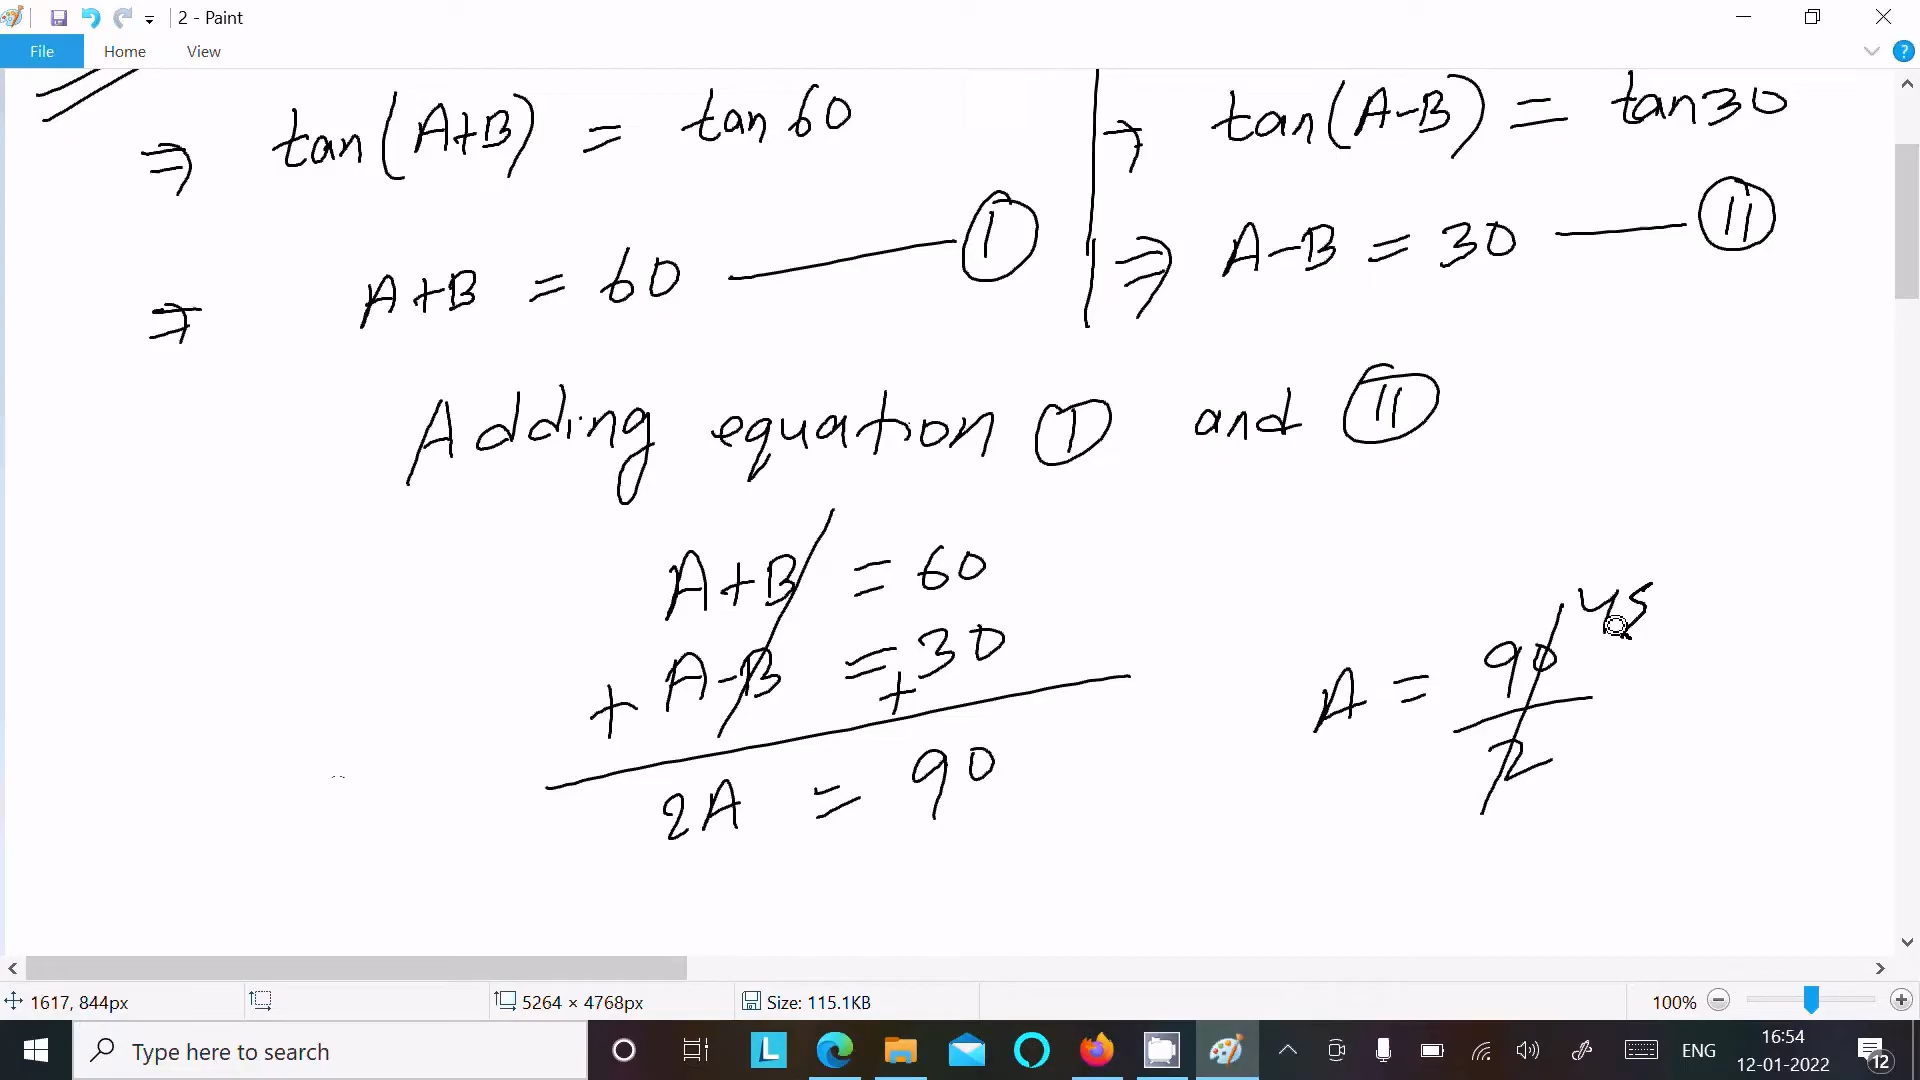 2 - Paint
File Home View
⇒ tan(A+B) = tan 60
⇒ tan(A-B) = tan30
⇒ A+B = 60 —— I
⇒ A-B = 30 —— II
Adding equation I and II
A+B = 60
+ A-B = 30
+
2A = 90
A = 90/2 45
1617, 844px 5264 × 4768px Size: 115.1KB 100%
Type here to search L ENG 16:54
12-01-2022 12